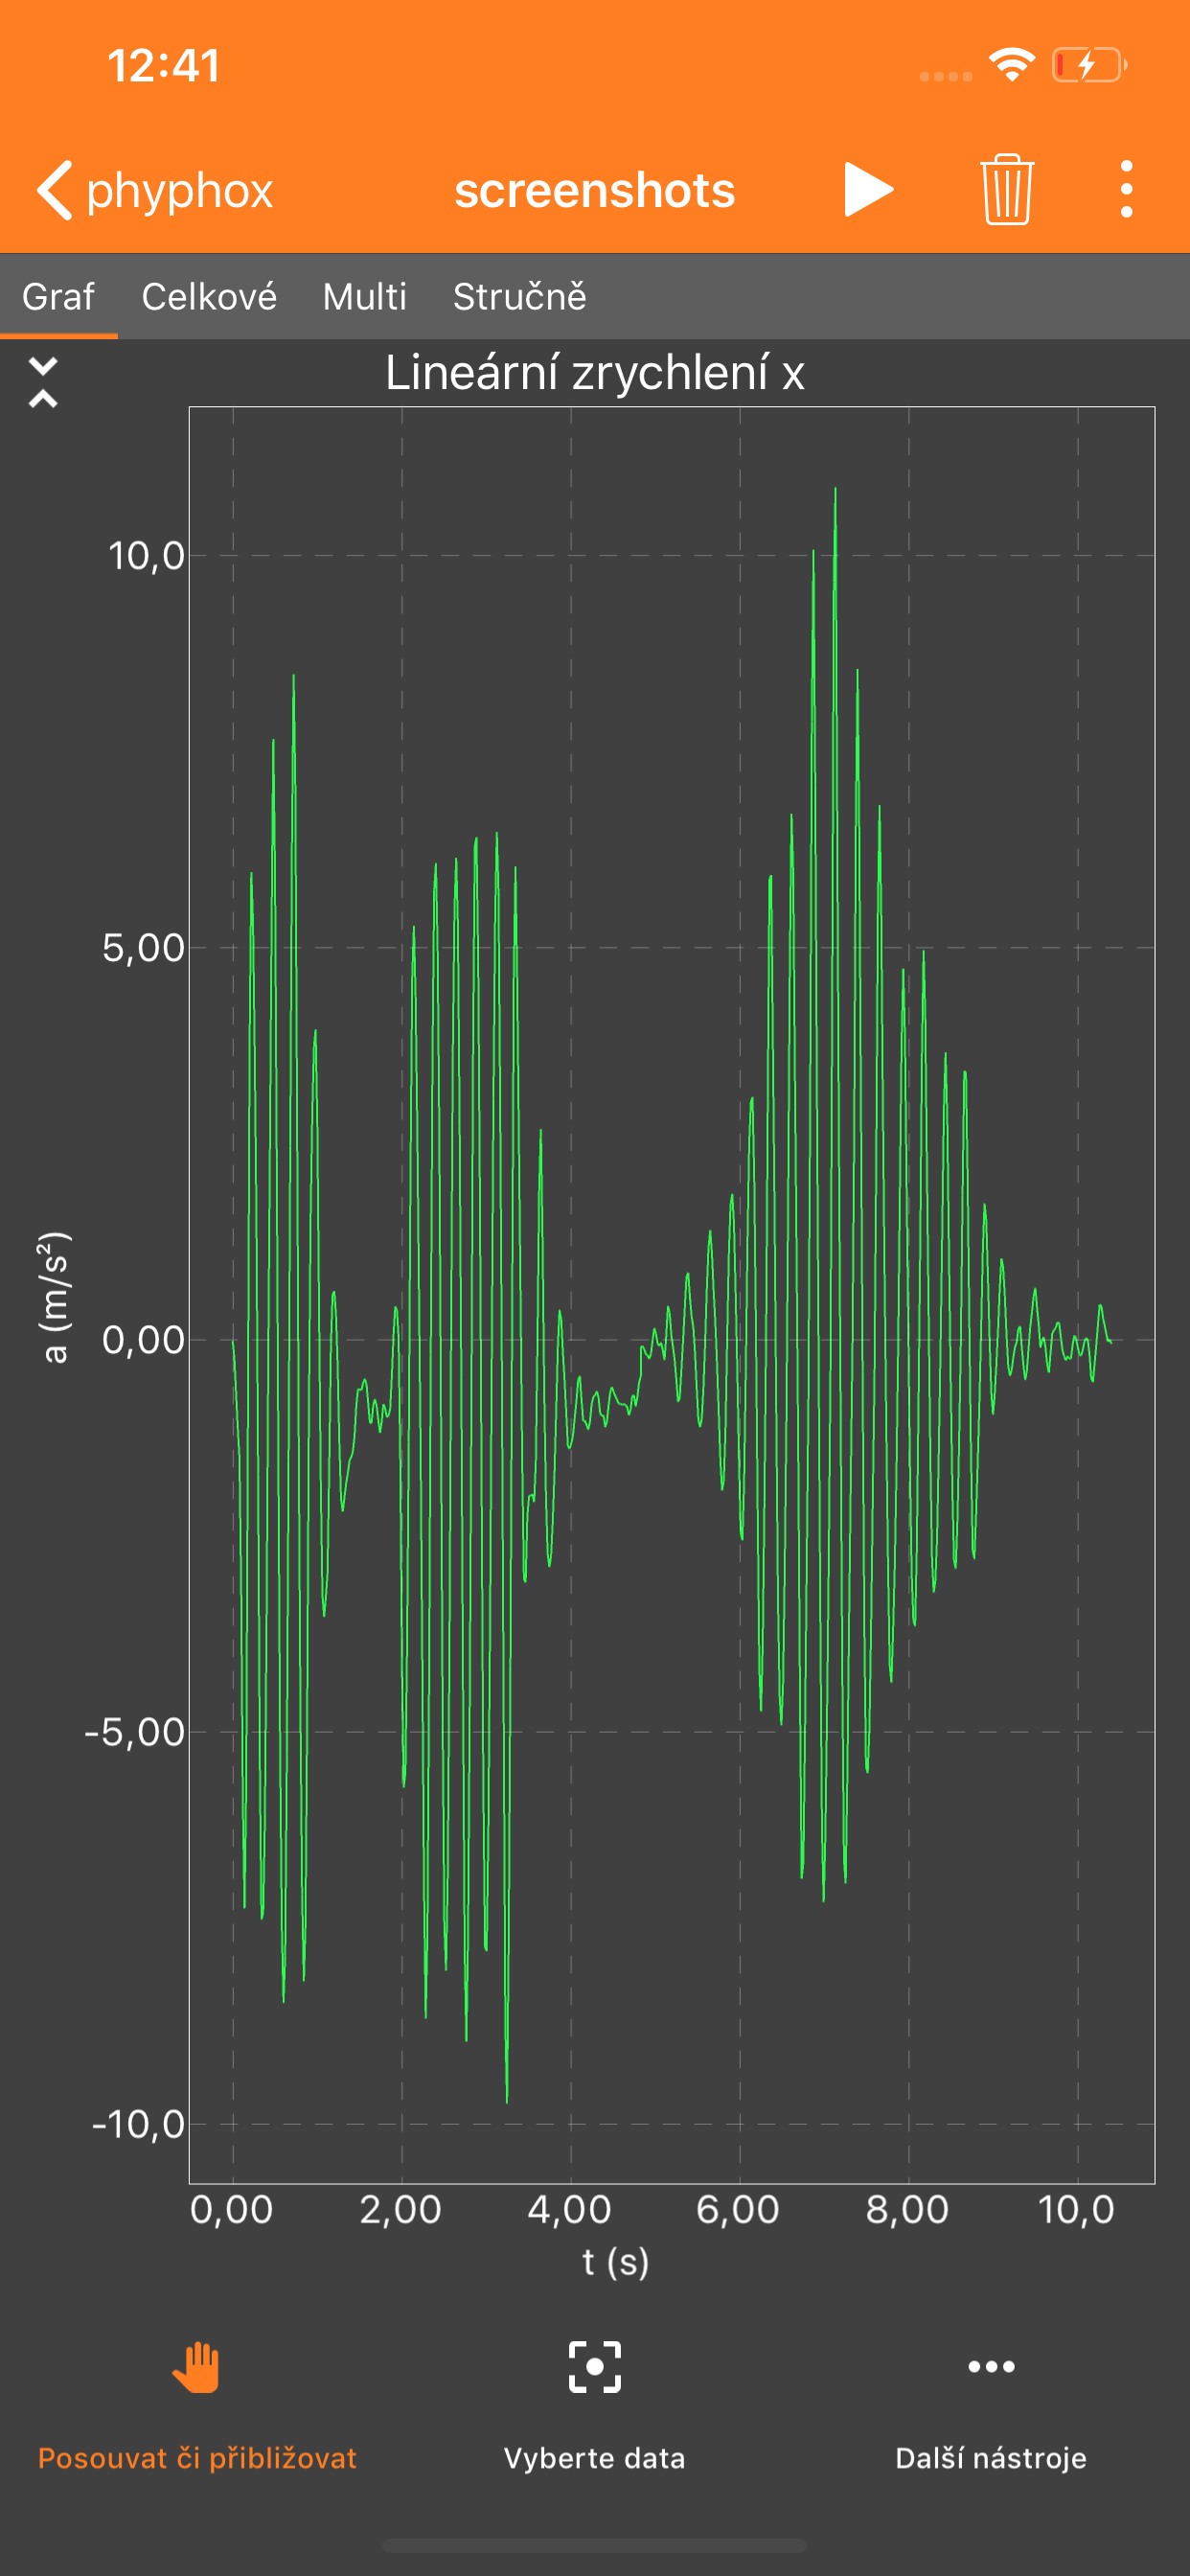 12:41
phyphox screenshots
Graf Celkové Multi Stručně
Lineární zrychlení x
10,0
5,00
0,00
-5,00
-10,0
a (m/s²)
0,00 2,00 4,00 6,00 8,00 10,0
t (s)
Posouvat či přibližovat Vyberte data Další nástroje